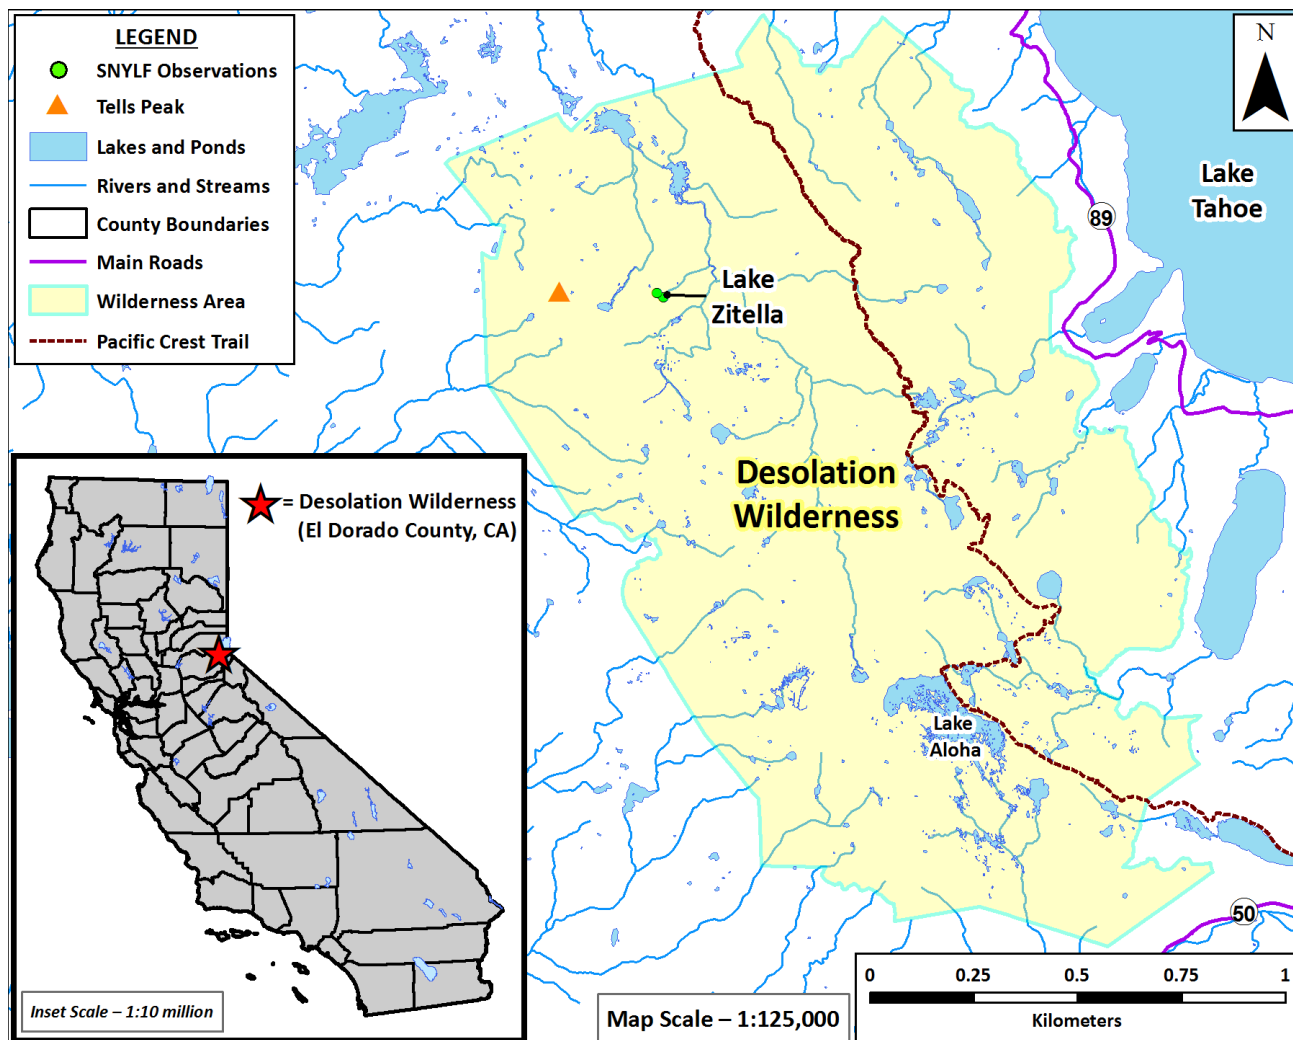 LEGEND
SNYLF Observations
Tells Peak
Lakes and Ponds
Rivers and Streams
County Boundaries
Main Roads
Wilderness Area
Pacific Crest Trail
N
Lake
Tahoe
89
Lake
Zitella
Desolation
Wilderness
= Desolation Wilderness
(El Dorado County, CA)
Lake
Aloha
50
0 0.25 0.5 0.75 1
Kilometers
Map Scale – 1:125,000
Inset Scale – 1:10 million